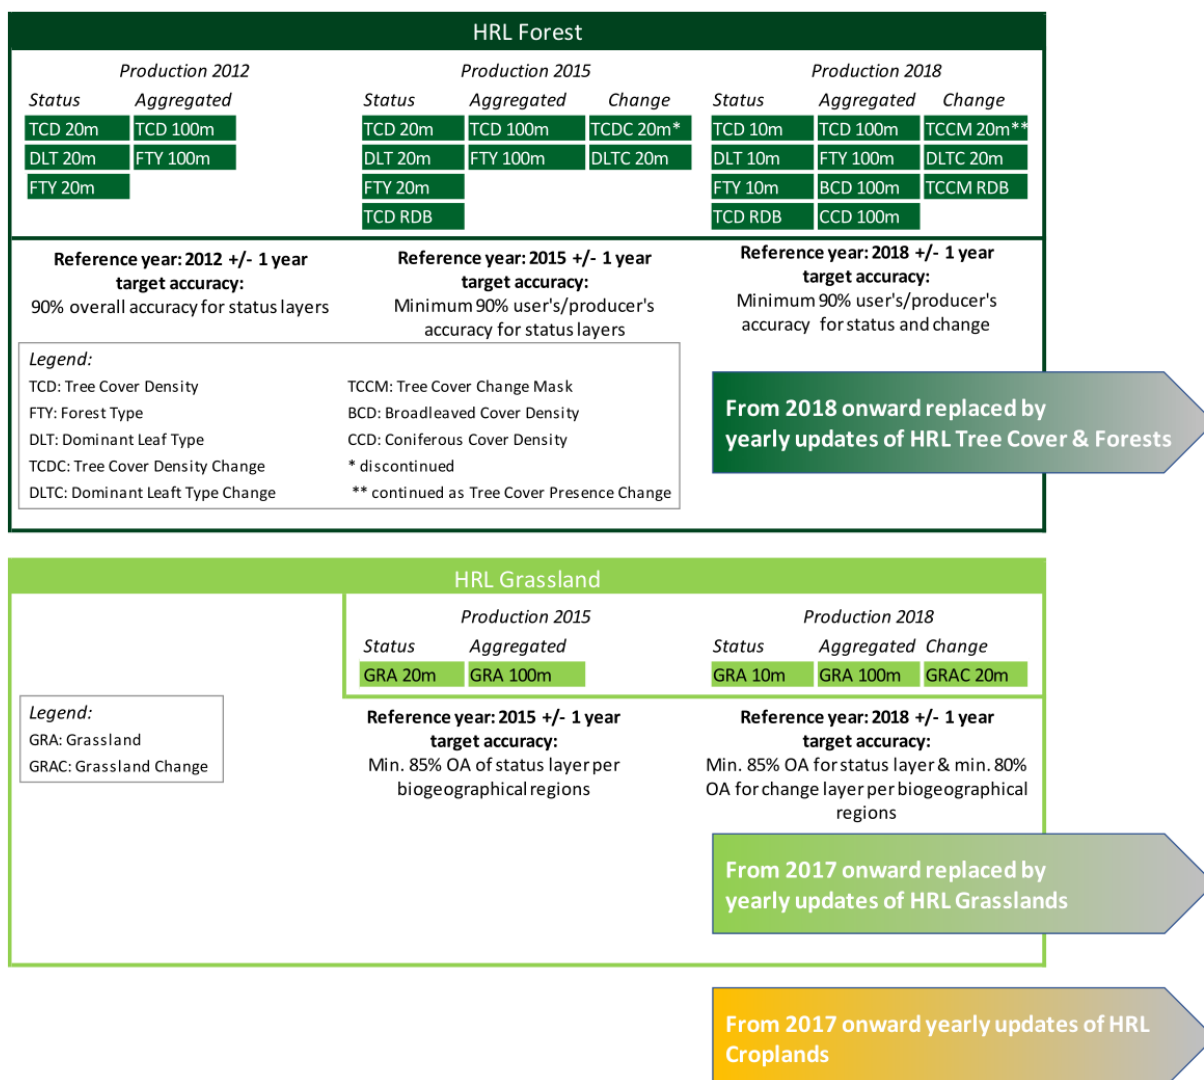 HRL Forest
Production 2012
Production 2015
Production 2018
Status Aggregated
Status Aggregated Change
Status Aggregated Change
TCD 20m TCD 100m
TCD 20m TCD 100m TCDC 20m*
TCD 10m TCD 100m TCCM 20m**
DLT 20m FTY 100m
DLT 20m FTY 100m DLTC 20m
DLT 10m FTY 100m DLTC 20m
FTY 20m
FTY 20m
FTY 10m BCD 100m TCCM RDB
TCD RDB
TCD RDB CCD 100m
Reference year: 2012 +/- 1 year
target accuracy:
90% overall accuracy for status layers
Reference year: 2015 +/- 1 year
target accuracy:
Minimum 90% user's/producer's
accuracy for status layers
Reference year: 2018 +/- 1 year
target accuracy:
Minimum 90% user's/producer's
accuracy for status and change
Legend:
TCD: Tree Cover Density
FTY: Forest Type
DLT: Dominant Leaf Type
TCDC: Tree Cover Density Change
DLTC: Dominant Leaft Type Change
TCCM: Tree Cover Change Mask
BCD: Broadleaved Cover Density
CCD: Coniferous Cover Density
* discontinued
** continued as Tree Cover Presence Change
From 2018 onward replaced by
yearly updates of HRL Tree Cover & Forests
HRL Grassland
Production 2015
Production 2018
Status Aggregated
Status Aggregated Change
GRA 20m GRA 100m
GRA 10m GRA 100m GRAC 20m
Legend:
GRA: Grassland
GRAC: Grassland Change
Reference year: 2015 +/- 1 year
target accuracy:
Min. 85% OA of status layer per
biogeographical regions
Reference year: 2018 +/- 1 year
target accuracy:
Min. 85% OA for status layer & min. 80%
OA for change layer per biogeographical
regions
From 2017 onward replaced by
yearly updates of HRL Grasslands
From 2017 onward yearly updates of HRL
Croplands